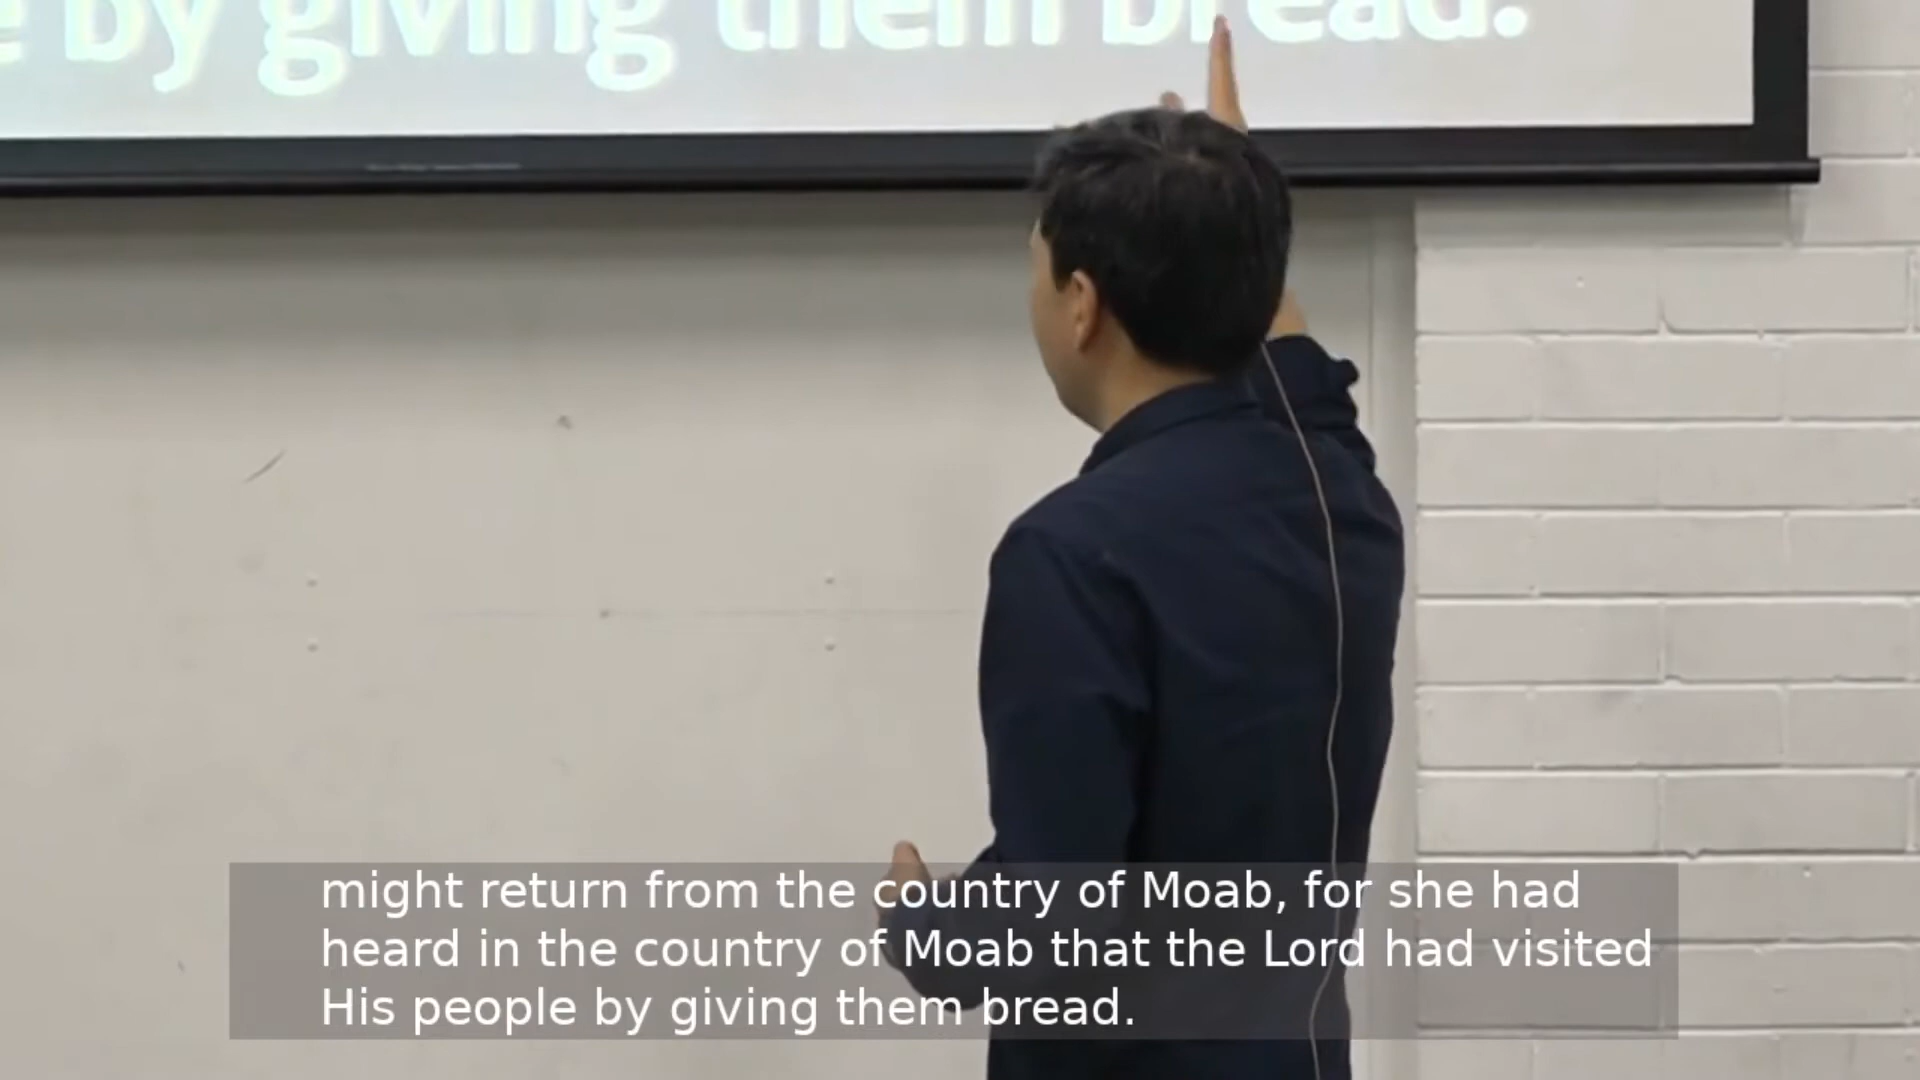 by giving them bread.
might return from the country of Moab, for she had
heard in the country of Moab that the Lord had visited
His people by giving them bread.